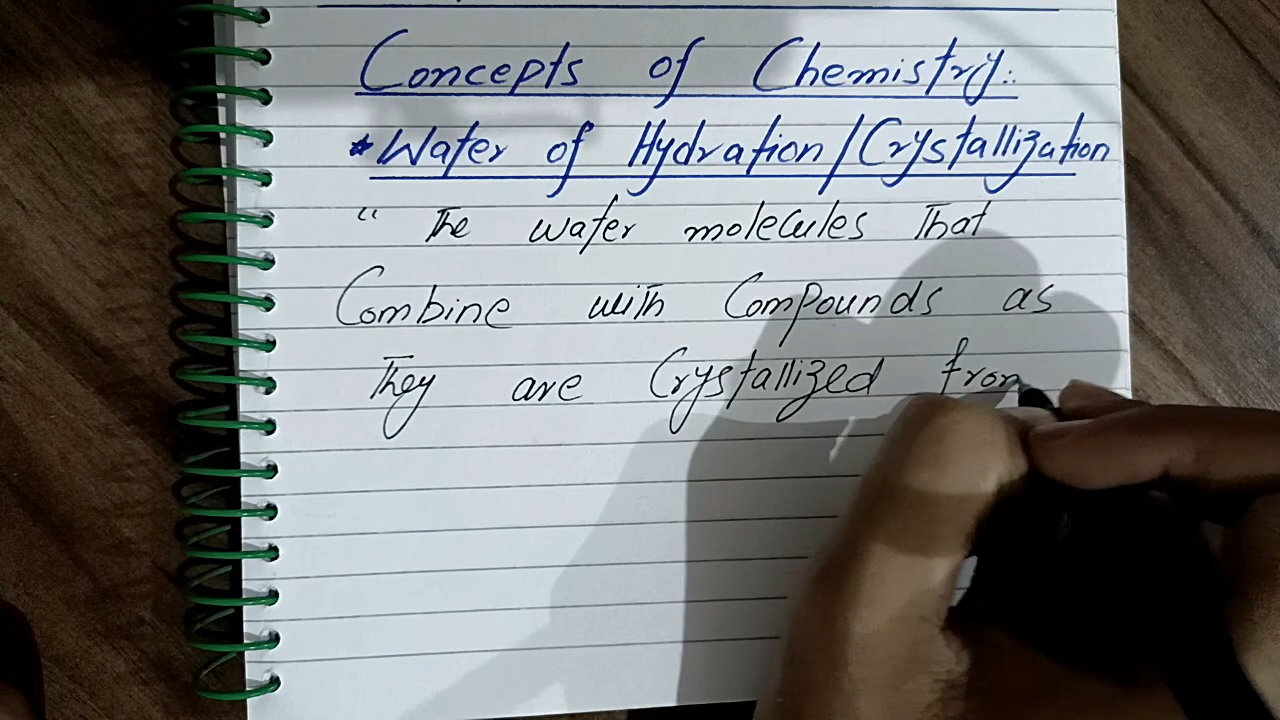 Concepts of Chemistry:
*Water of Hydration/Crystallization
" The water molecules That
Combine with Compounds as
They are Crystallized from